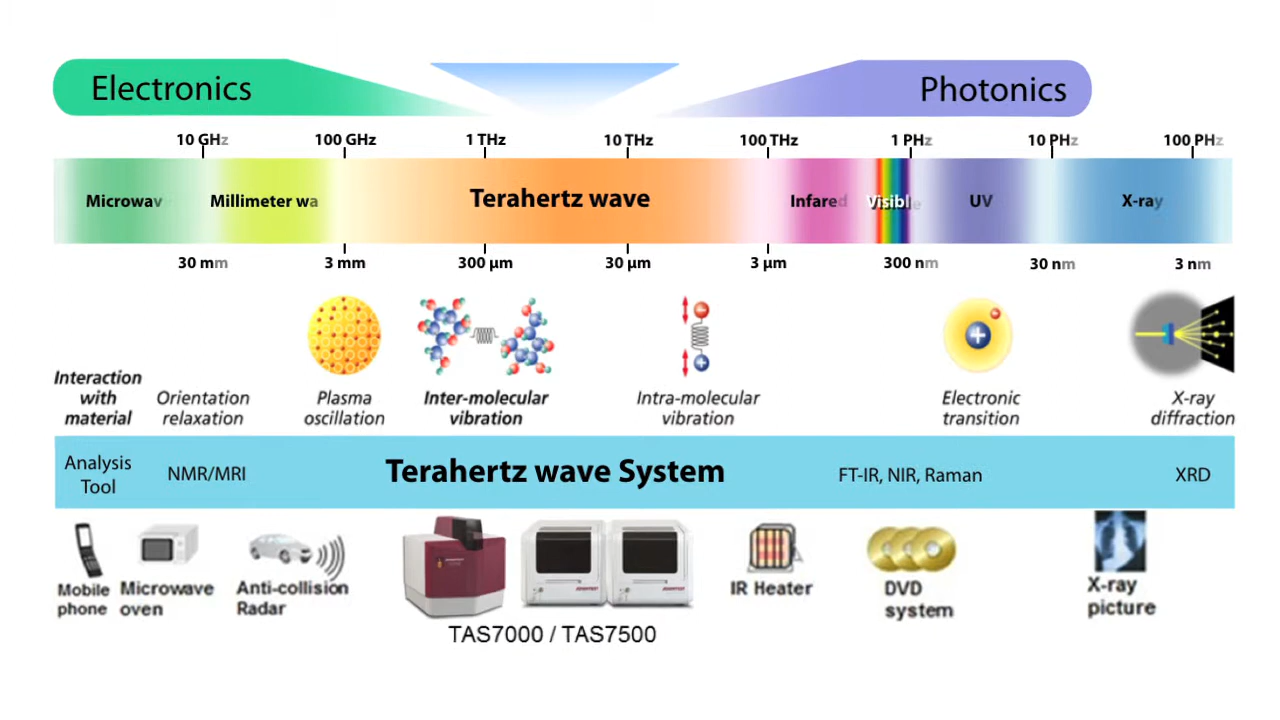 Electronics
Photonics
10 GHz 100 GHz 1 THz 10 THz 100 THz 1 PHz 10 PHz 100 PHz
Microwav Millimeter wa Terahertz wave Infared Visible UV X-ray
30 mm 3 mm 300 µm 30 µm 3 µm 300 nm 30 nm 3 nm
Interaction
with
material
Orientation
relaxation
Plasma
oscillation
Inter-molecular
vibration
Intra-molecular
vibration
Electronic
transition
X-ray
diffraction
Analysis
Tool
NMR/MRI
Terahertz wave System
FT-IR, NIR, Raman
XRD
Mobile
phone
Microwave
oven
Anti-collision
Radar
TAS7000 / TAS7500
IR Heater
DVD
system
X-ray
picture